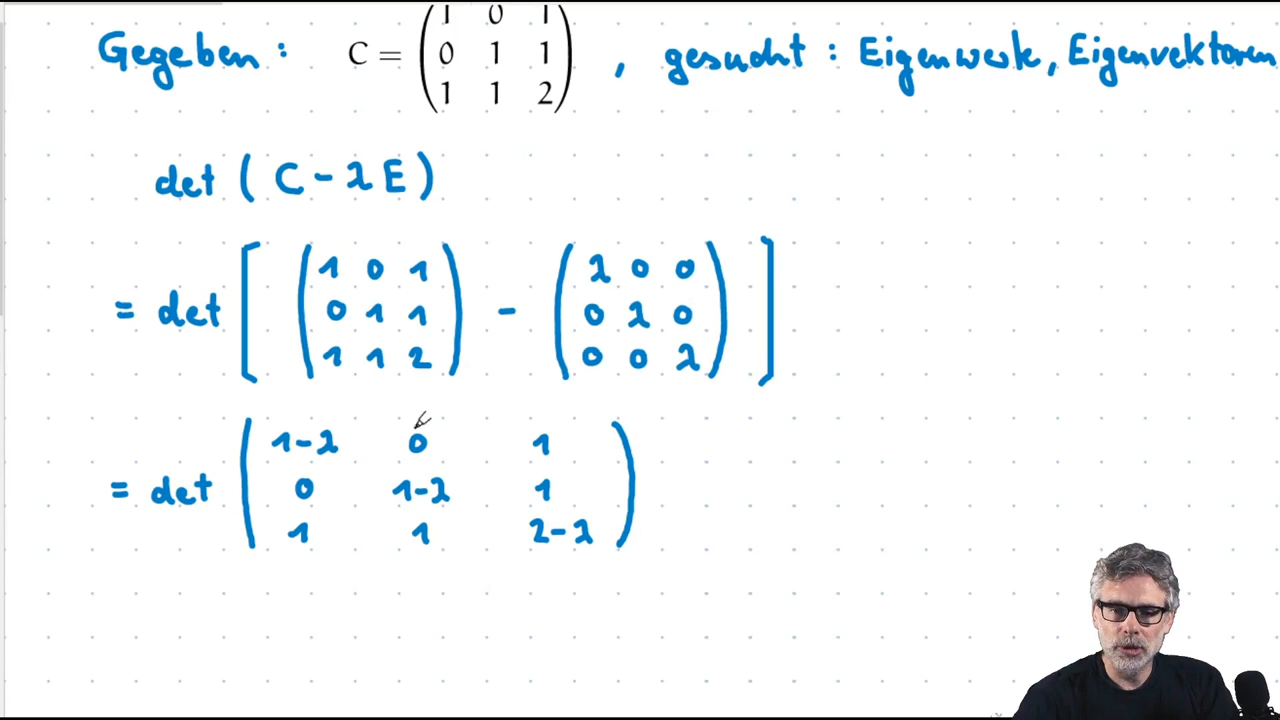 Gegeben: C = (1 0 1
0 1 1
1 1 2) , gesucht: Eigenwerte, Eigenvektoren
det (C - λE)
= det [ (1 0 1
0 1 1
1 1 2) - (λ 0 0
0 λ 0
0 0 λ) ]
= det (1-λ 0 1
0 1-λ 1
1 1 2-λ)